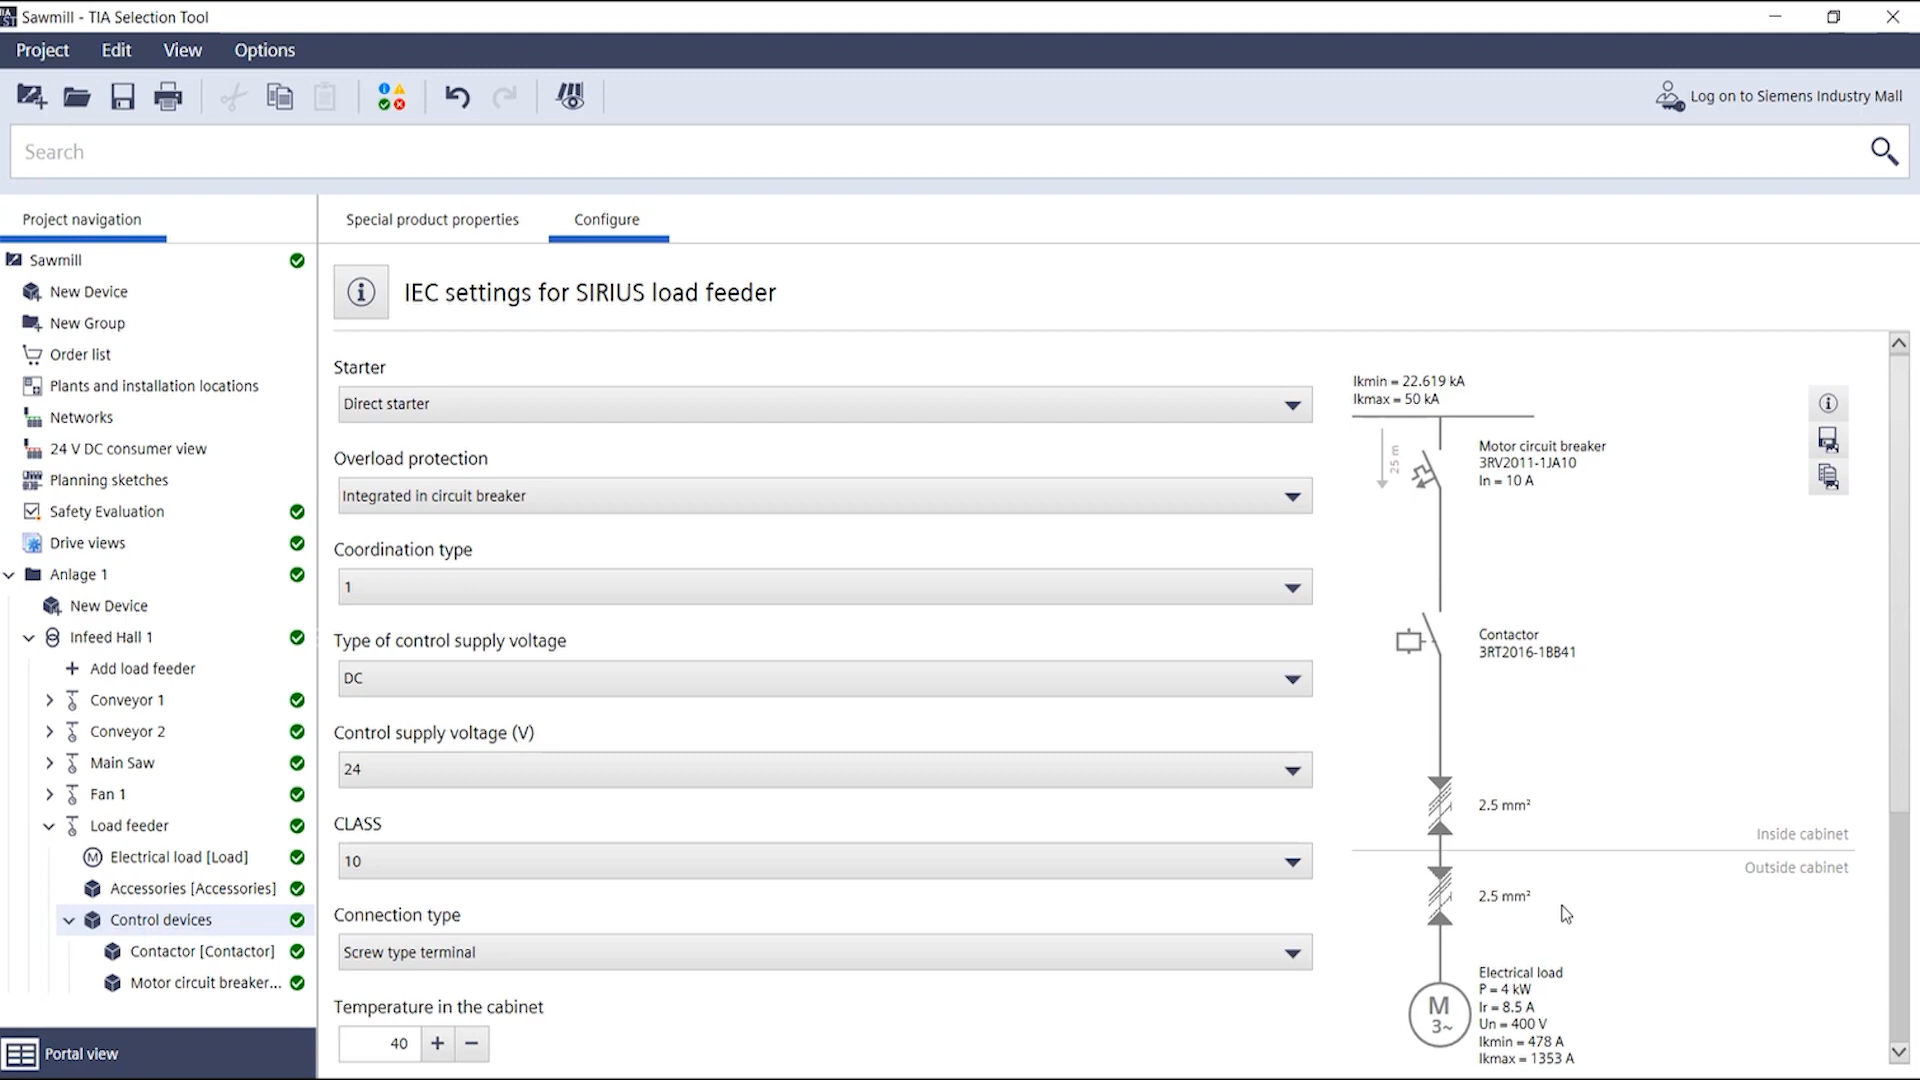 Sawmill - TIA Selection Tool
Project Edit View Options
Log on to Siemens Industry Mall
Search
Project navigation
Sawmill
New Device
New Group
Order list
Plants and installation locations
Networks
24 V DC consumer view
Planning sketches
Safety Evaluation
Drive views
Anlage 1
New Device
Infeed Hall 1
Add load feeder
Conveyor 1
Conveyor 2
Main Saw
Fan 1
Load feeder
Electrical load [Load]
Accessories [Accessories]
Control devices
Contactor [Contactor]
Motor circuit breaker...
Portal view
Special product properties
Configure
IEC settings for SIRIUS load feeder
Starter
Direct starter
Overload protection
Integrated in circuit breaker
Coordination type
1
Type of control supply voltage
DC
Control supply voltage (V)
24
CLASS
10
Connection type
Screw type terminal
Temperature in the cabinet
40 + −
Ikmin = 22.619 kA
Ikmax = 50 kA
25 m
Motor circuit breaker
3RV2011-1JA10
In = 10 A
Contactor
3RT2016-1BB41
2.5 mm²
Inside cabinet
Outside cabinet
2.5 mm²
M
3~
Electrical load
P = 4 kW
Ir = 8.5 A
Un = 400 V
Ikmin = 478 A
Ikmax = 1353 A